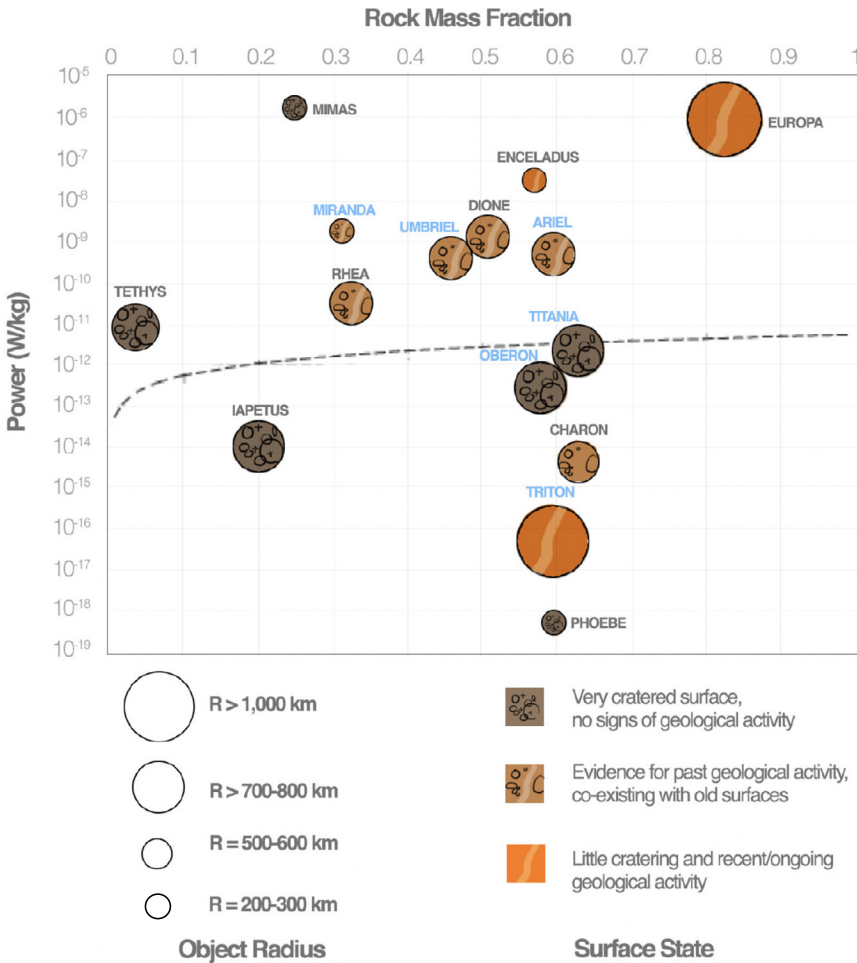 Rock Mass Fraction
0 0.1 0.2 0.3 0.4 0.5 0.6 0.7 0.8 0.9 1
Power (W/kg)
10⁻⁵
10⁻⁶
10⁻⁷
10⁻⁸
10⁻⁹
10⁻¹⁰
10⁻¹¹
10⁻¹²
10⁻¹³
10⁻¹⁴
10⁻¹⁵
10⁻¹⁶
10⁻¹⁷
10⁻¹⁸
10⁻¹⁹
MIMAS
EUROPA
ENCELADUS
MIRANDA
DIONE
UMBRIEL
ARIEL
RHEA
TETHYS
TITANIA
OBERON
IAPETUS
CHARON
TRITON
PHOEBE
R > 1,000 km
R > 700-800 km
R = 500-600 km
R = 200-300 km
Object Radius
Very cratered surface,
no signs of geological activity
Evidence for past geological activity,
co-existing with old surfaces
Little cratering and recent/ongoing
geological activity
Surface State